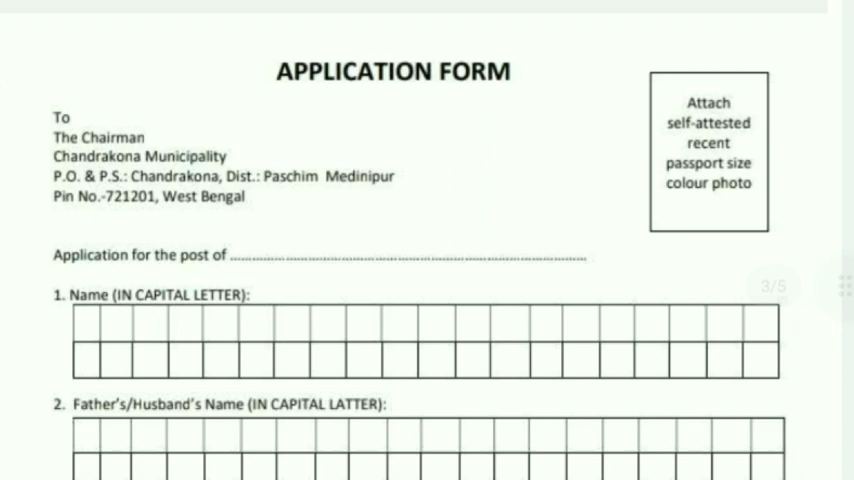 APPLICATION FORM
Attach
self-attested
recent
passport size
colour photo
To
The Chairman
Chandrakona Municipality
P.O. & P.S.: Chandrakona, Dist.: Paschim Medinipur
Pin No.-721201, West Bengal
Application for the post of ........................................................................................
3/5
1. Name (IN CAPITAL LETTER):
2. Father's/Husband's Name (IN CAPITAL LATTER):